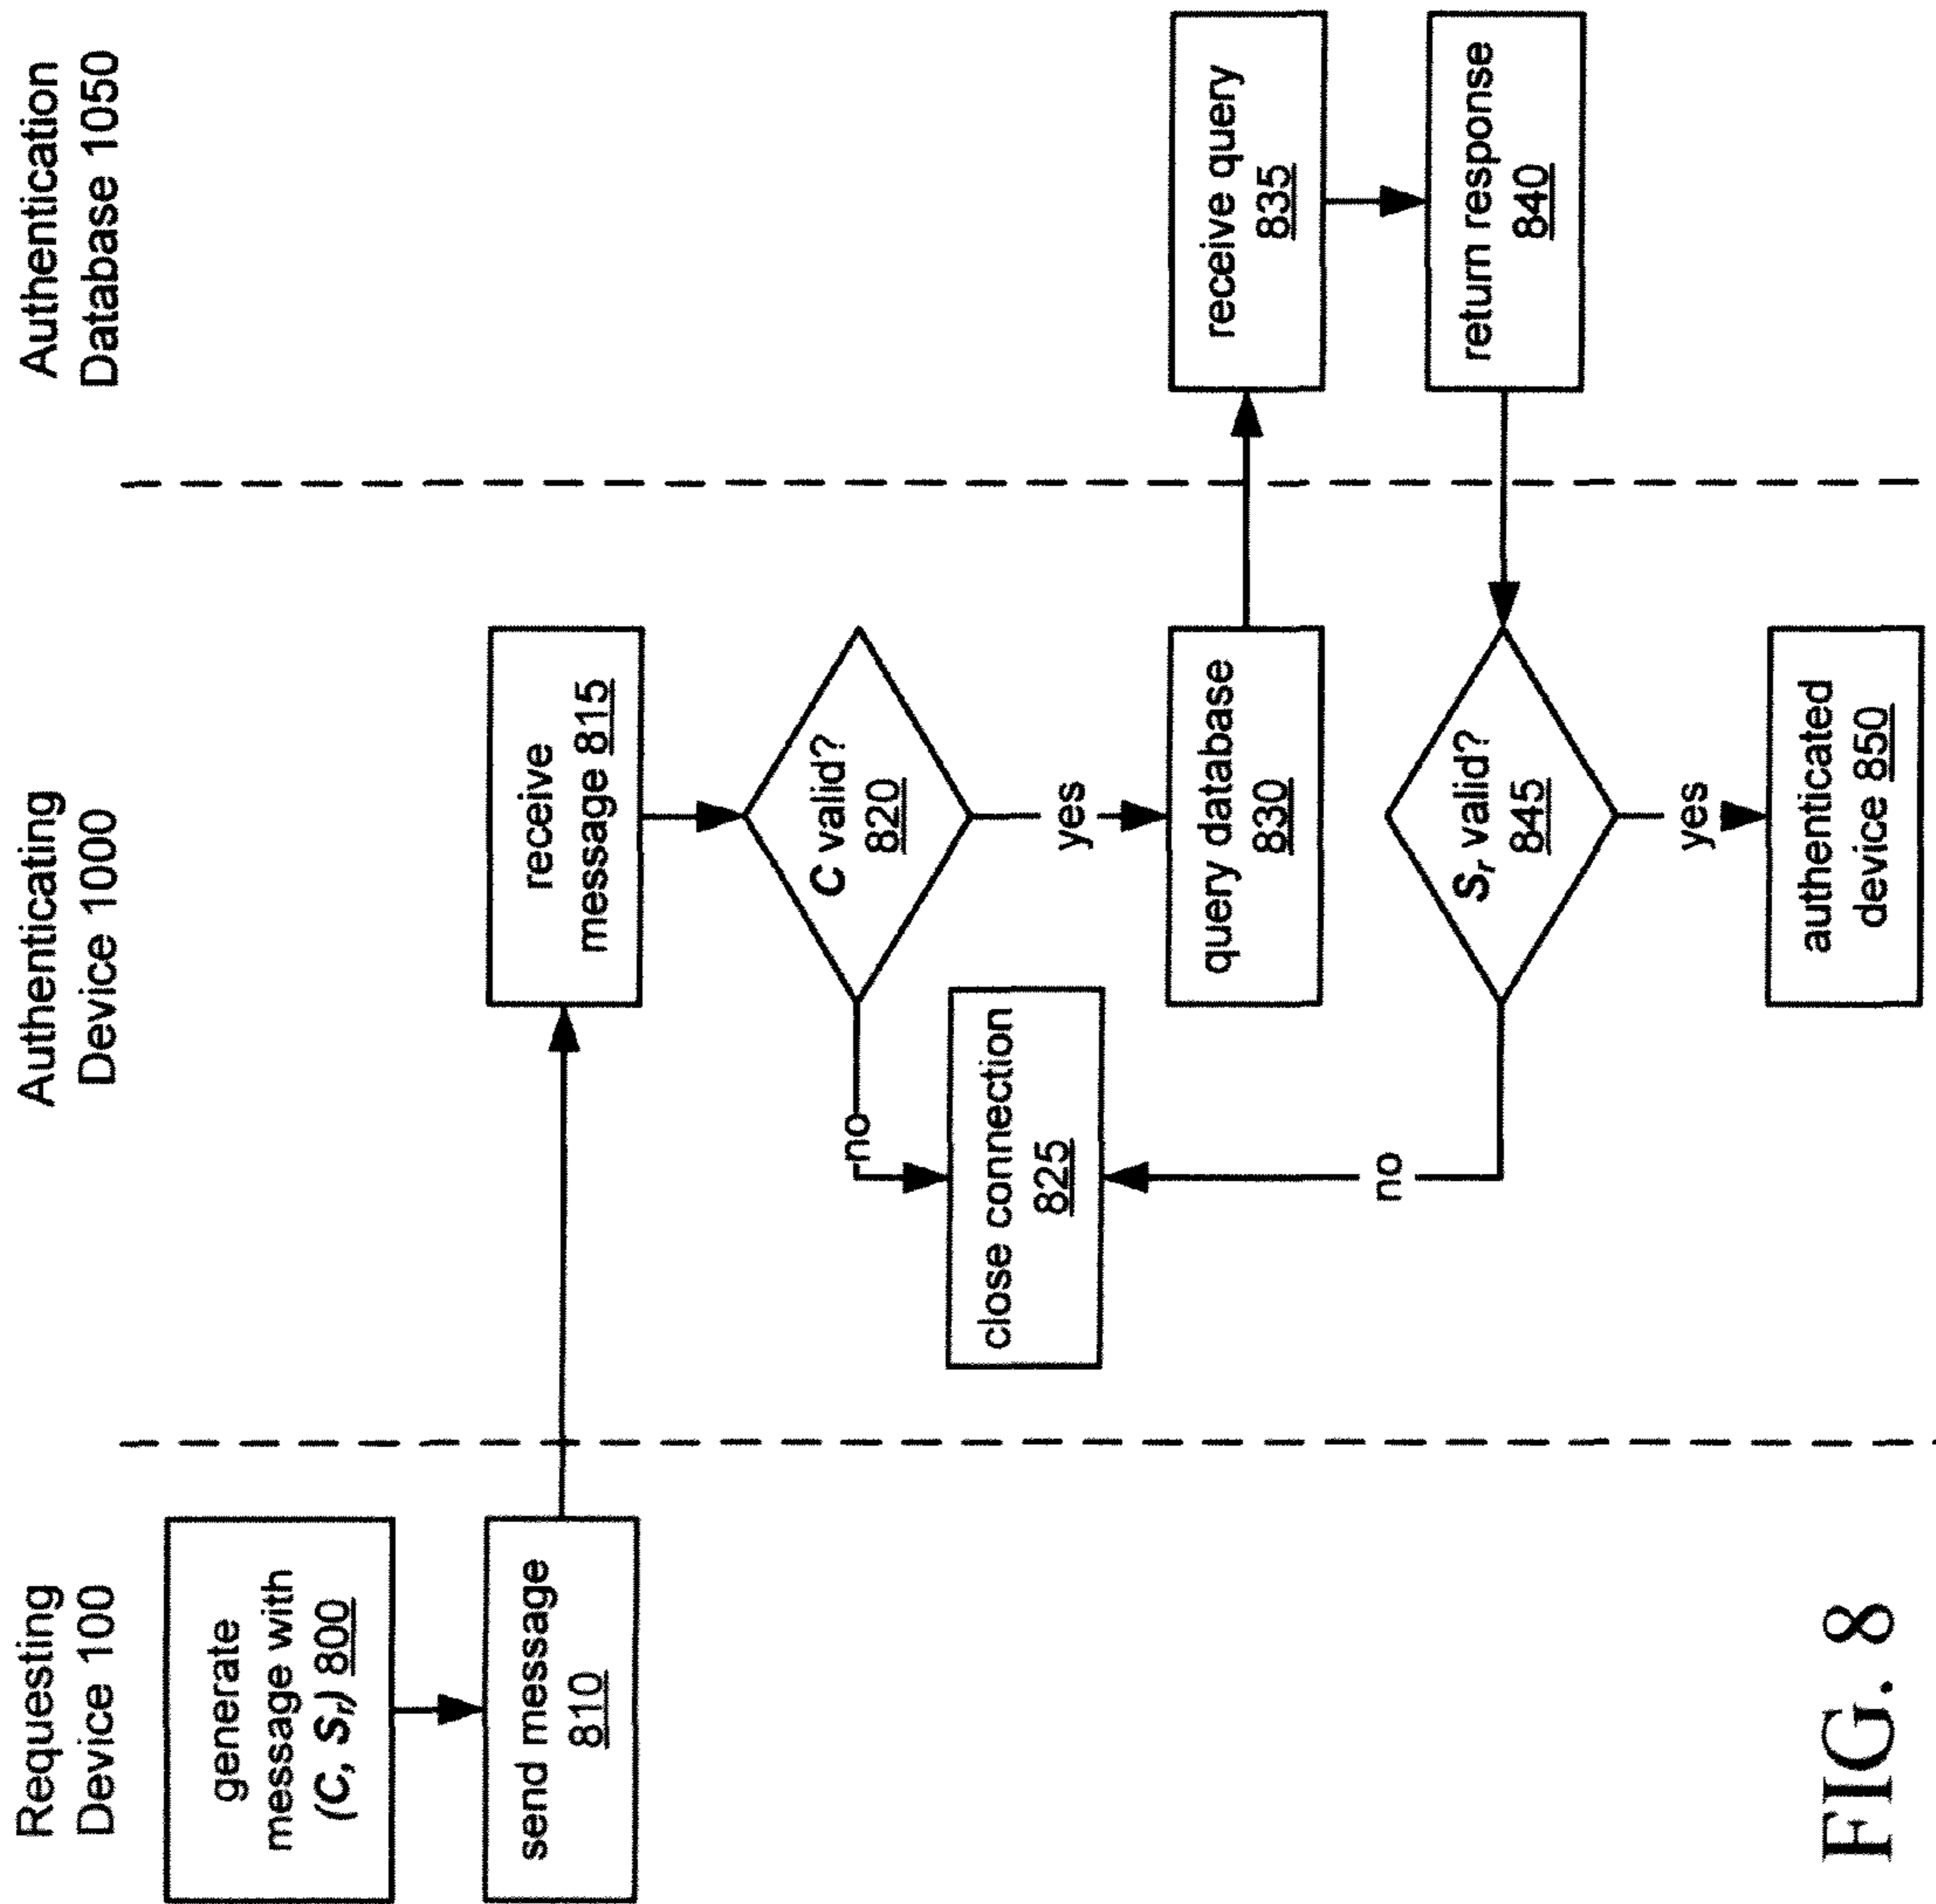 Requesting
Device 100
Authenticating
Device 1000
Authentication
Database 1050
generate
message with
(C, Sr) 800
send message
810
receive
message 815
C valid?
820
no
yes
close connection
825
query database
830
receive query
835
return response
840
Sr valid?
845
no
yes
authenticated
device 850
FIG. 8